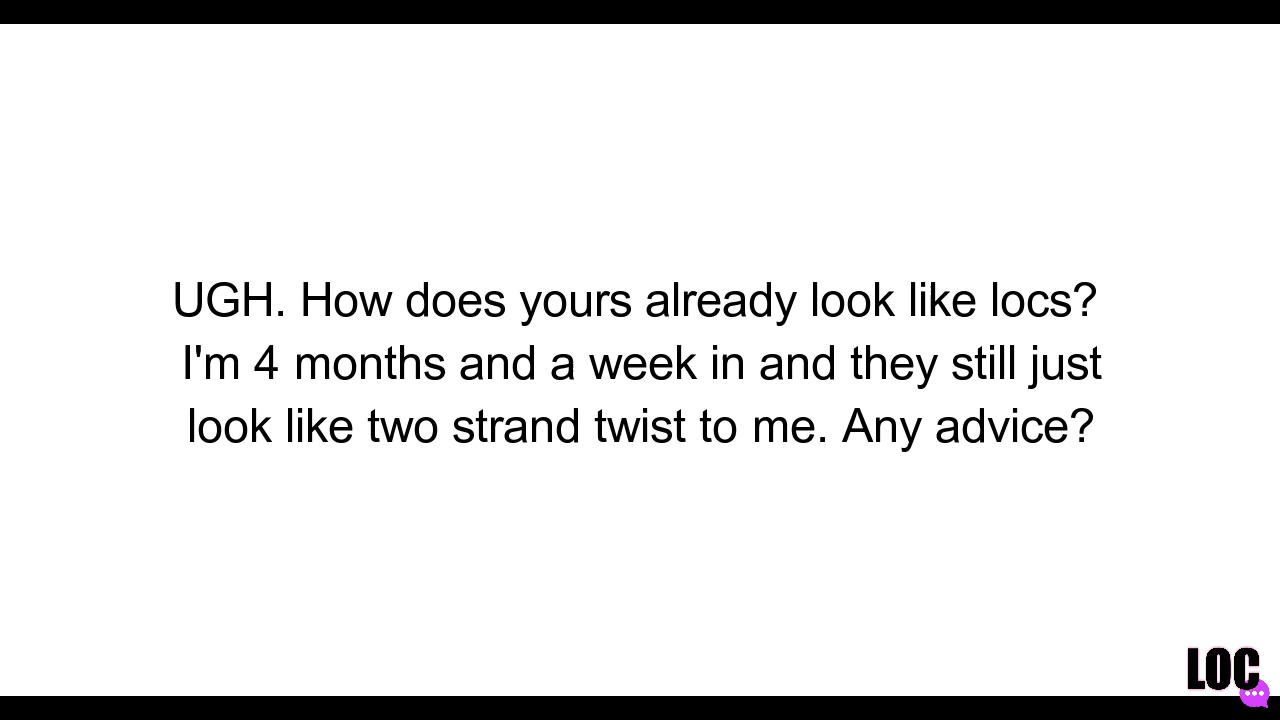 UGH. How does yours already look like locs?
I'm 4 months and a week in and they still just
look like two strand twist to me. Any advice?
LOC